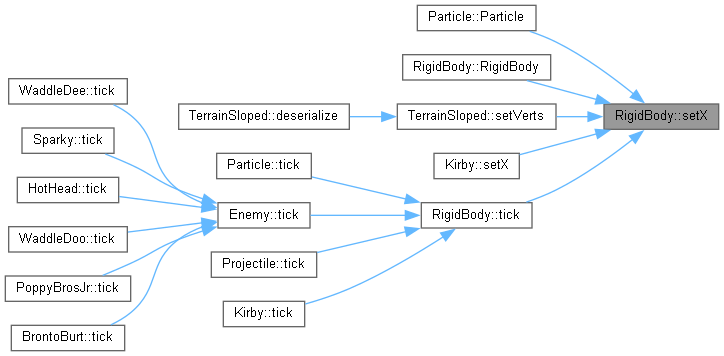 Particle::Particle
RigidBody::RigidBody
WaddleDee::tick
TerrainSloped::deserialize
TerrainSloped::setVerts
RigidBody::setX
Sparky::tick
Particle::tick
Kirby::setX
HotHead::tick
Enemy::tick
RigidBody::tick
WaddleDoo::tick
Projectile::tick
PoppyBrosJr::tick
Kirby::tick
BrontoBurt::tick